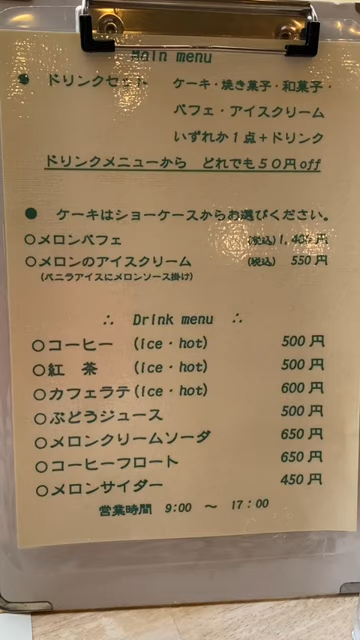 Main menu
● ドリンクセット ケーキ・焼き菓子・和菓子・
パフェ・アイスクリーム
いずれか1点+ドリンク
ドリンクメニューから どれでも50円off
● ケーキはショーケースからお選びください。
○メロンパフェ (税込)1,400円
○メロンのアイスクリーム (税込) 550円
(バニラアイスにメロンソース掛け)
∴ Drink menu ∴
○コーヒー (ice・hot) 500円
○紅 茶 (ice・hot) 500円
○カフェラテ(ice・hot) 600円
○ぶどうジュース 500円
○メロンクリームソーダ 650円
○コーヒーフロート 650円
○メロンサイダー 450円
営業時間 9:00 ~ 17:00